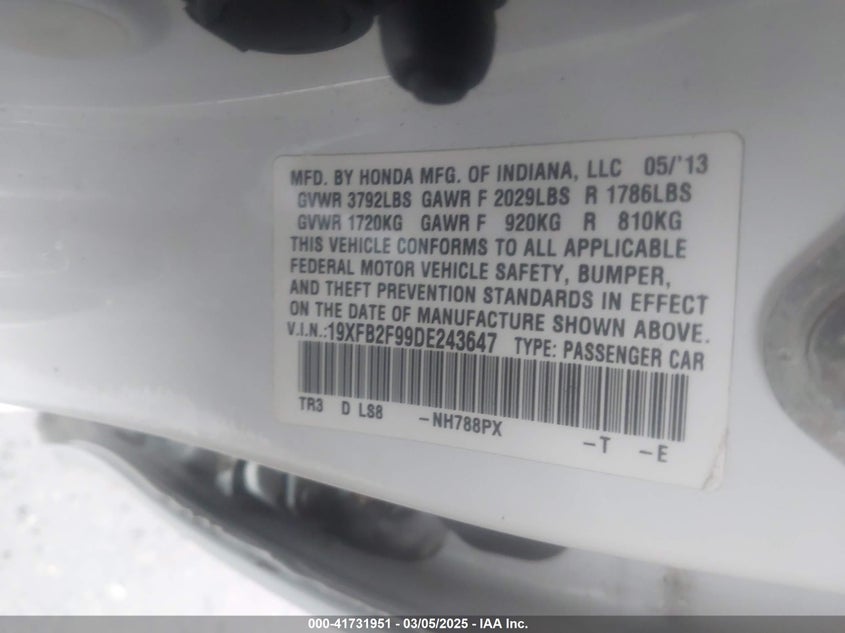 MFD. BY HONDA MFG. OF INDIANA, LLC 05/'13
GVWR 3792LBS GAWR F 2029LBS R 1786LBS
GVWR 1720KG GAWR F 920KG R 810KG
THIS VEHICLE CONFORMS TO ALL APPLICABLE
FEDERAL MOTOR VEHICLE SAFETY, BUMPER,
AND THEFT PREVENTION STANDARDS IN EFFECT
ON THE DATE OF MANUFACTURE SHOWN ABOVE.
V.I.N.:19XFB2F99DE243647 TYPE: PASSENGER CAR
TR3 D LS8 -NH788PX -T -E
000-41731951 - 03/05/2025 - IAA Inc.